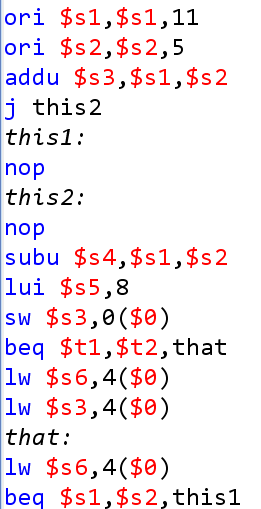 ori $s1,$s1,11
ori $s2,$s2,5
addu $s3,$s1,$s2
j this2
this1:
nop
this2:
nop
subu $s4,$s1,$s2
lui $s5,8
sw $s3,0($0)
beq $t1,$t2,that
lw $s6,4($0)
lw $s3,4($0)
that:
lw $s6,4($0)
beq $s1,$s2,this1